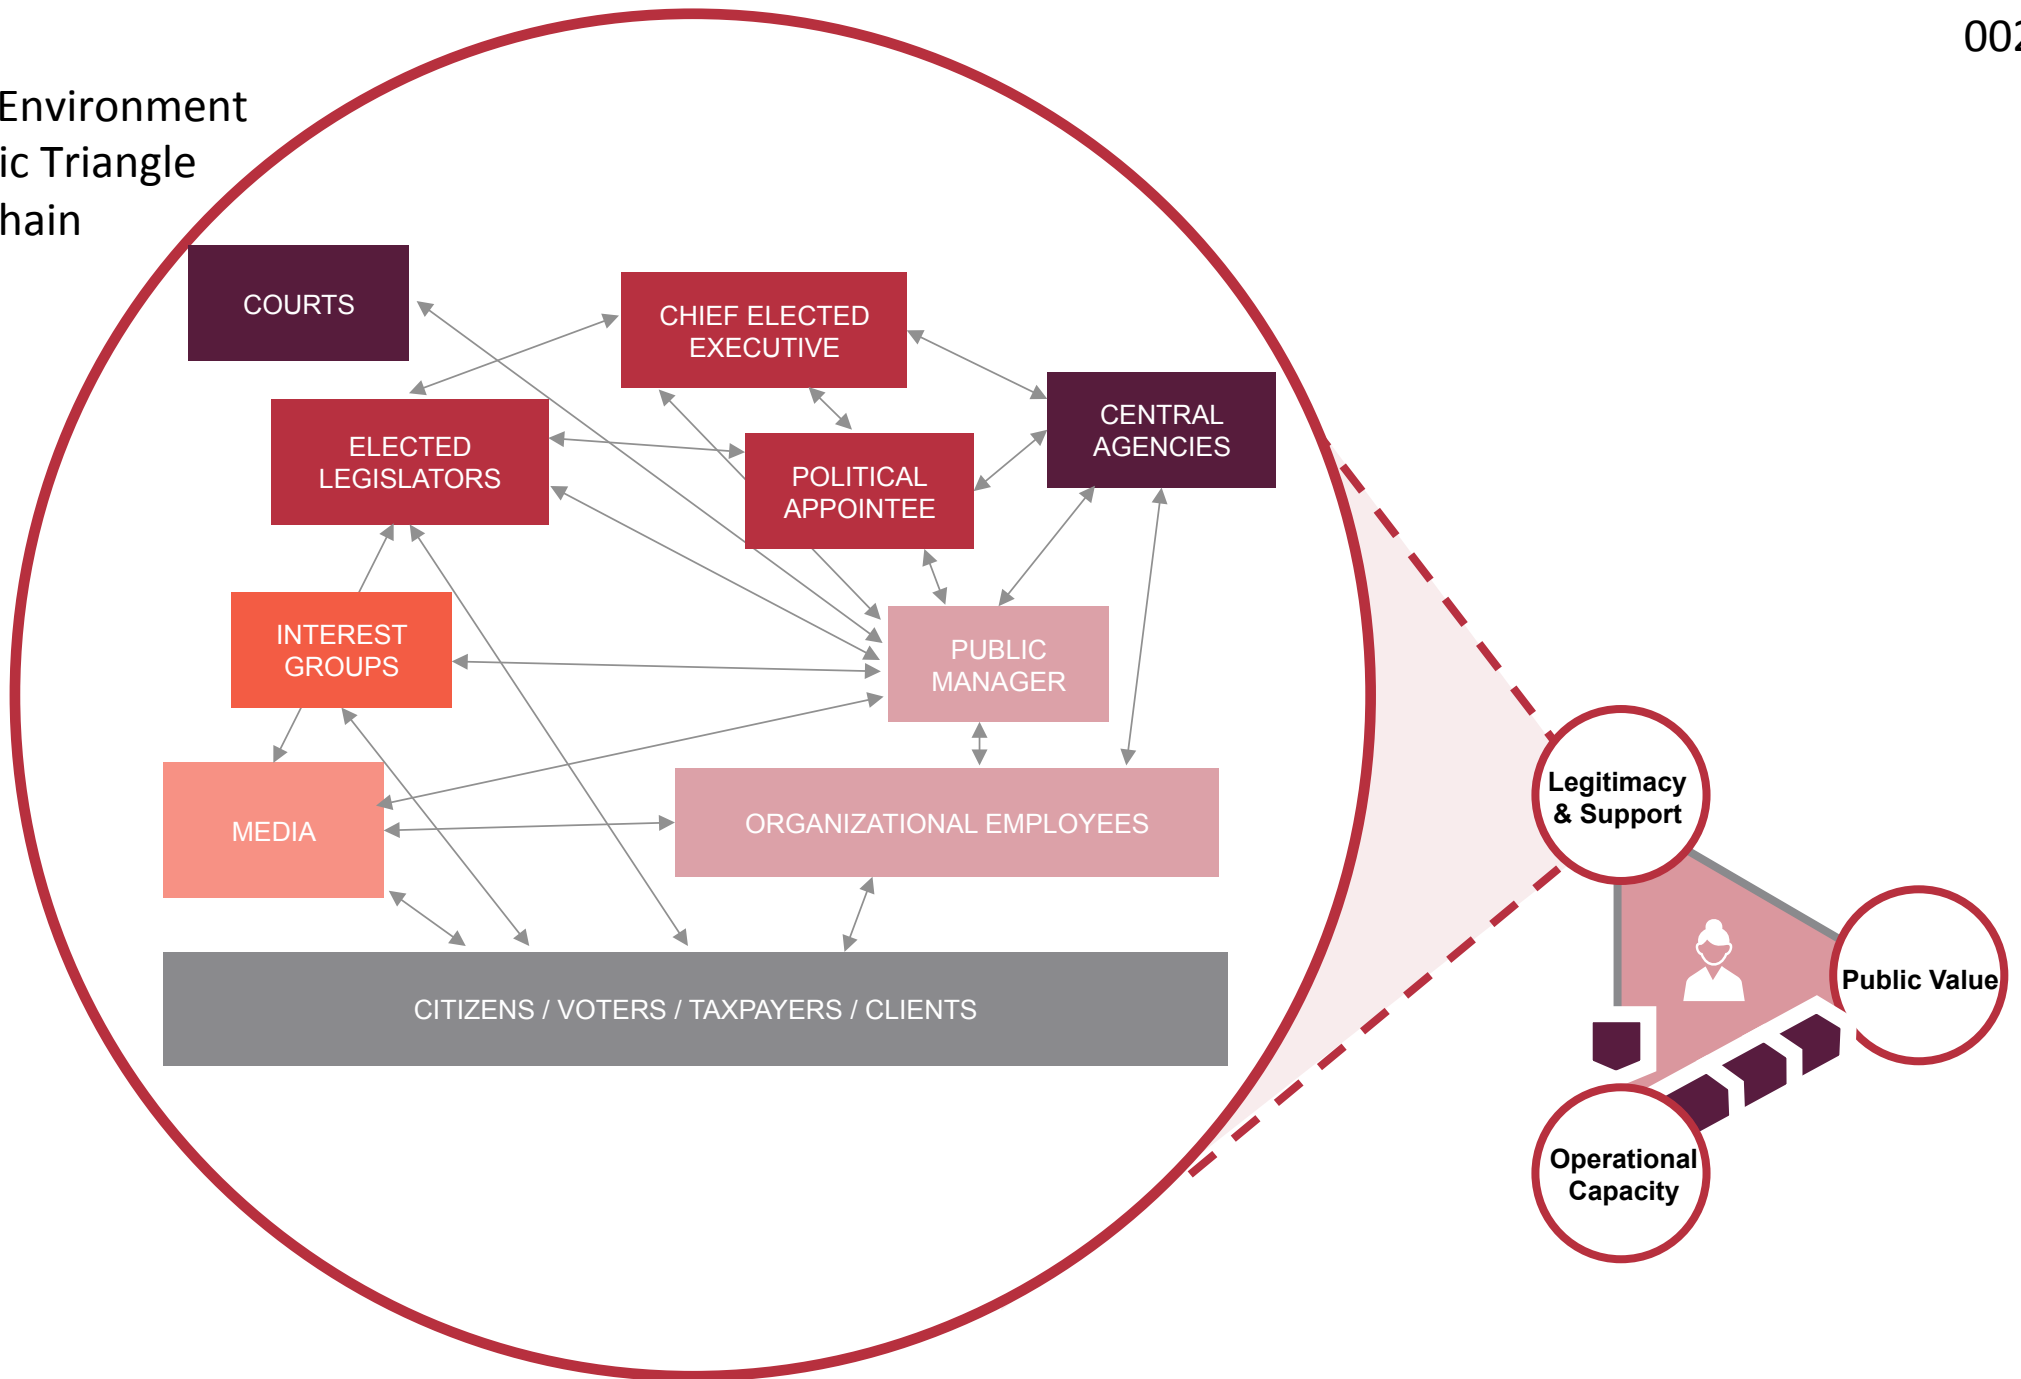 002
Environment
ic Triangle
hain
COURTS
CHIEF ELECTED
EXECUTIVE
CENTRAL
AGENCIES
ELECTED
LEGISLATORS
POLITICAL
APPOINTEE
INTEREST
GROUPS
PUBLIC
MANAGER
MEDIA
ORGANIZATIONAL EMPLOYEES
CITIZENS / VOTERS / TAXPAYERS / CLIENTS
Legitimacy
& Support
Public Value
Operational
Capacity